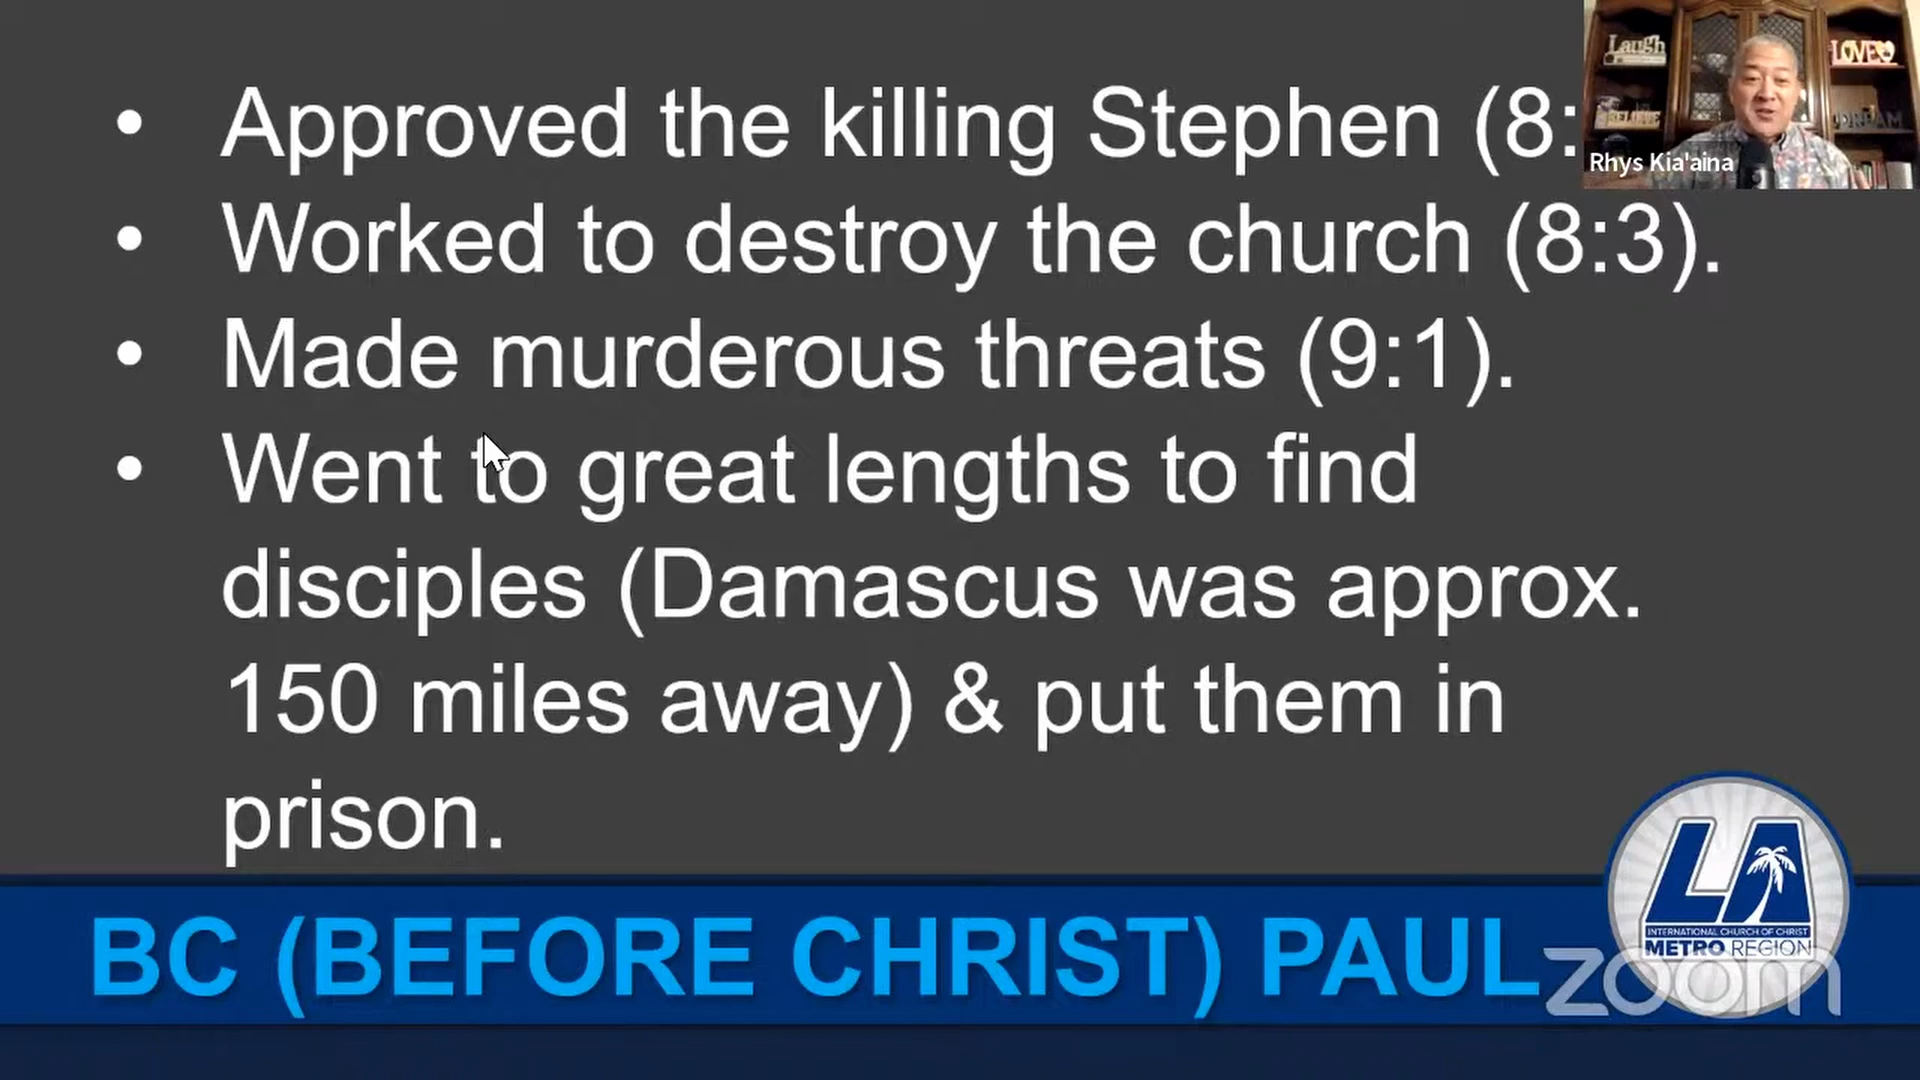 • Approved the killing Stephen (8:
• Worked to destroy the church (8:3).
• Made murderous threats (9:1).
• Went to great lengths to find
disciples (Damascus was approx.
150 miles away) & put them in
prison.
Laugh
LOVE
BELIEVE
DREAM
Rhys Kia'aina
BC (BEFORE CHRIST) PAUL
LA
INTERNATIONAL CHURCH OF CHRIST
METRO REGION
zoom